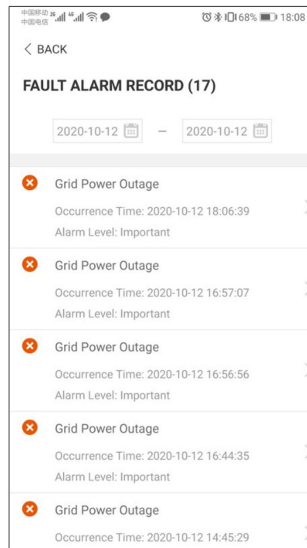 中国移动 26 46 68% 18:08
中国电信
< BACK
FAULT ALARM RECORD (17)
2020-10-12 — 2020-10-12
Grid Power Outage
Occurrence Time: 2020-10-12 18:06:39
Alarm Level: Important
Grid Power Outage
Occurrence Time: 2020-10-12 16:57:07
Alarm Level: Important
Grid Power Outage
Occurrence Time: 2020-10-12 16:56:56
Alarm Level: Important
Grid Power Outage
Occurrence Time: 2020-10-12 16:44:35
Alarm Level: Important
Grid Power Outage
Occurrence Time: 2020-10-12 14:45:29